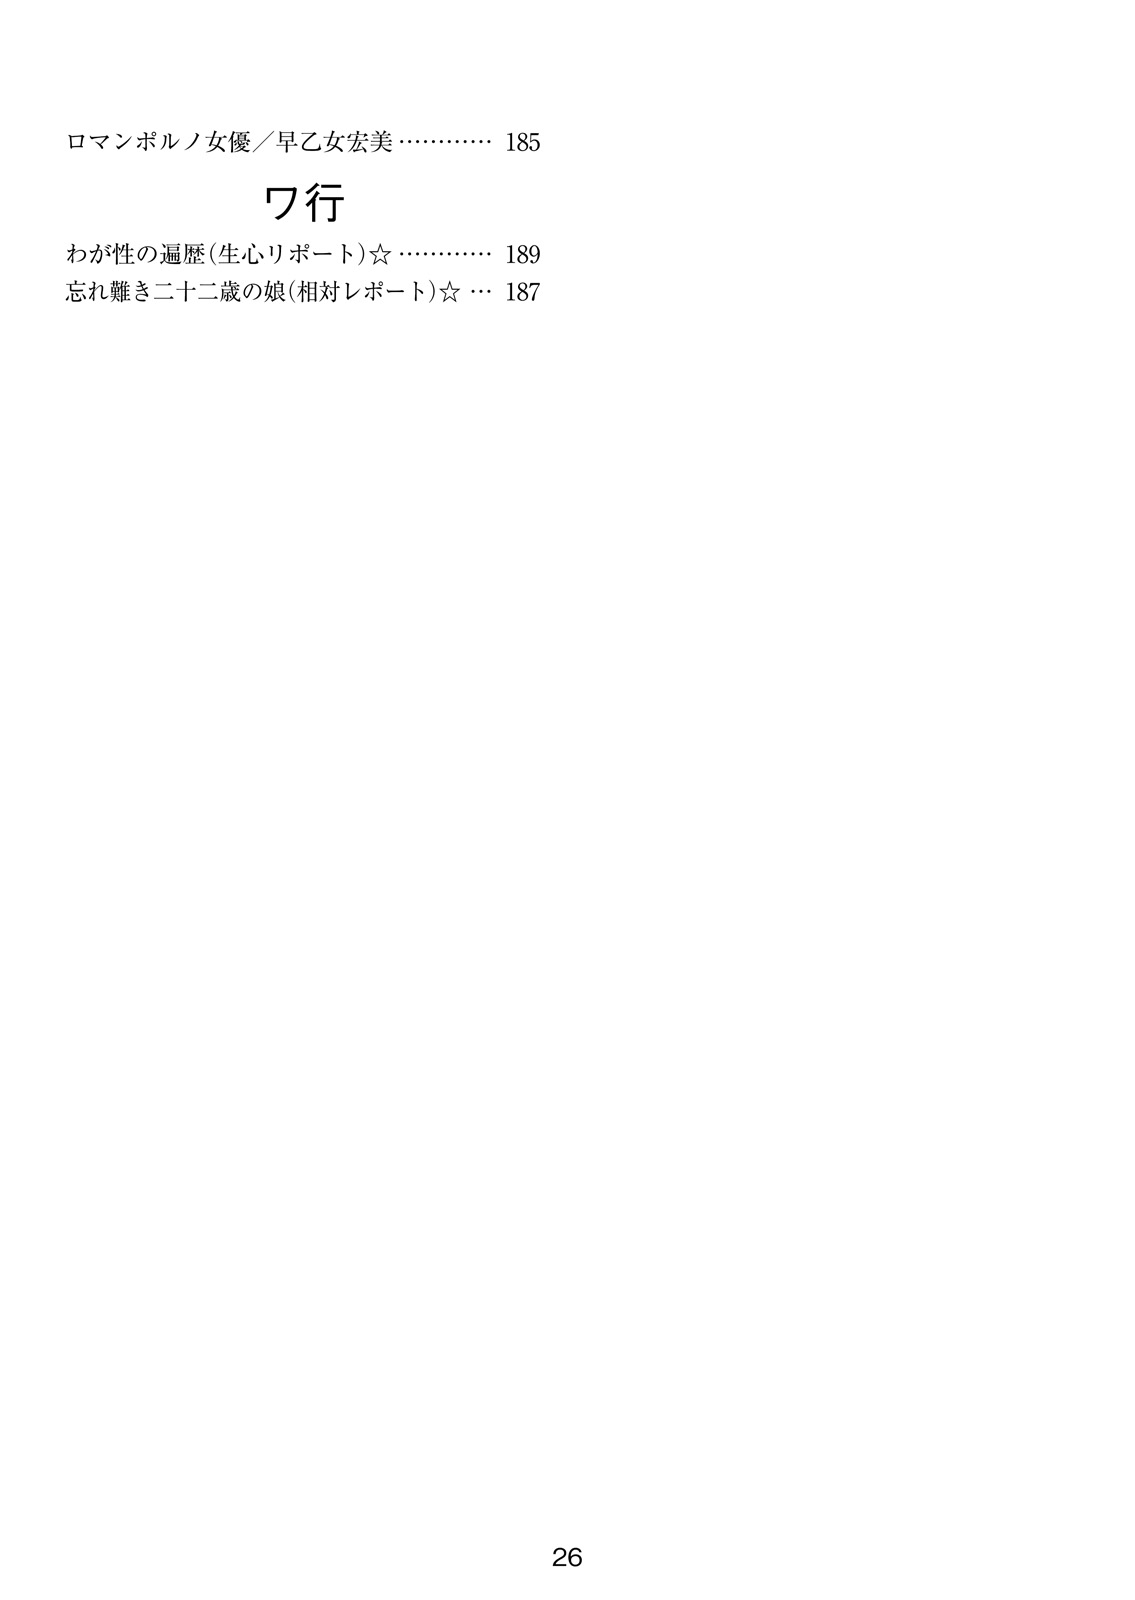 ロマンポルノ女優／早乙女宏美………… 185
ワ行
わが性の遍歴(生心リポート)☆………… 189
忘れ難き二十二歳の娘(相対レポート)☆… 187
26